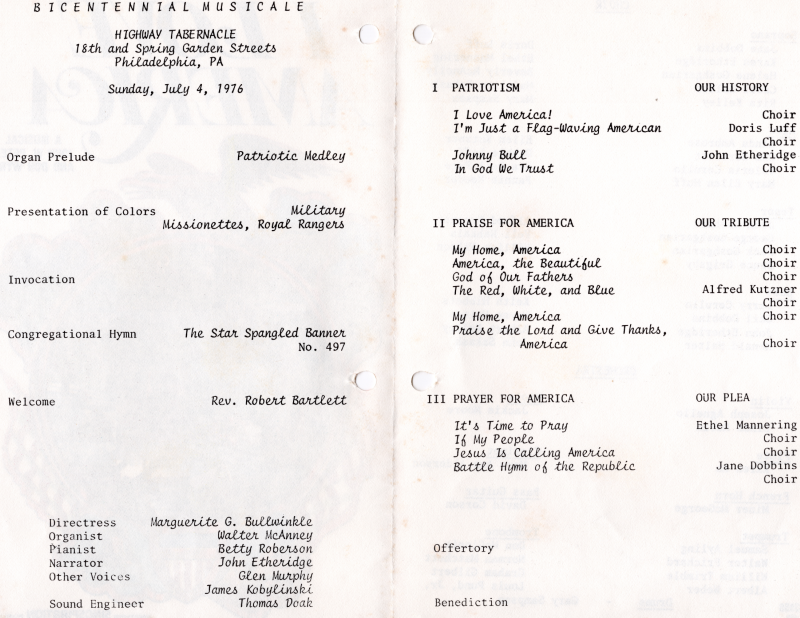 BICENTENNIAL MUSICALE
HIGHWAY TABERNACLE
18th and Spring Garden Streets
Philadelphia, PA
Sunday, July 4, 1976
Organ Prelude Patriotic Medley
Presentation of Colors Military
Missionettes, Royal Rangers
Invocation
Congregational Hymn The Star Spangled Banner
No. 497
Welcome Rev. Robert Bartlett
Directress Marguerite G. Bullwinkle
Organist Walter McAnney
Pianist Betty Roberson
Narrator John Etheridge
Other Voices Glen Murphy
James Kobylinski
Sound Engineer Thomas Doak
I PATRIOTISM OUR HISTORY
I Love America! Choir
I'm Just a Flag-Waving American Doris Luff
Choir
Johnny Bull John Etheridge
In God We Trust Choir
II PRAISE FOR AMERICA OUR TRIBUTE
My Home, America Choir
America, the Beautiful Choir
God of Our Fathers Choir
The Red, White, and Blue Alfred Kutzner
Choir
My Home, America Choir
Praise the Lord and Give Thanks,
America Choir
III PRAYER FOR AMERICA OUR PLEA
It's Time to Pray Ethel Mannering
If My People Choir
Jesus Is Calling America Choir
Battle Hymn of the Republic Jane Dobbins
Choir
Offertory
Benediction